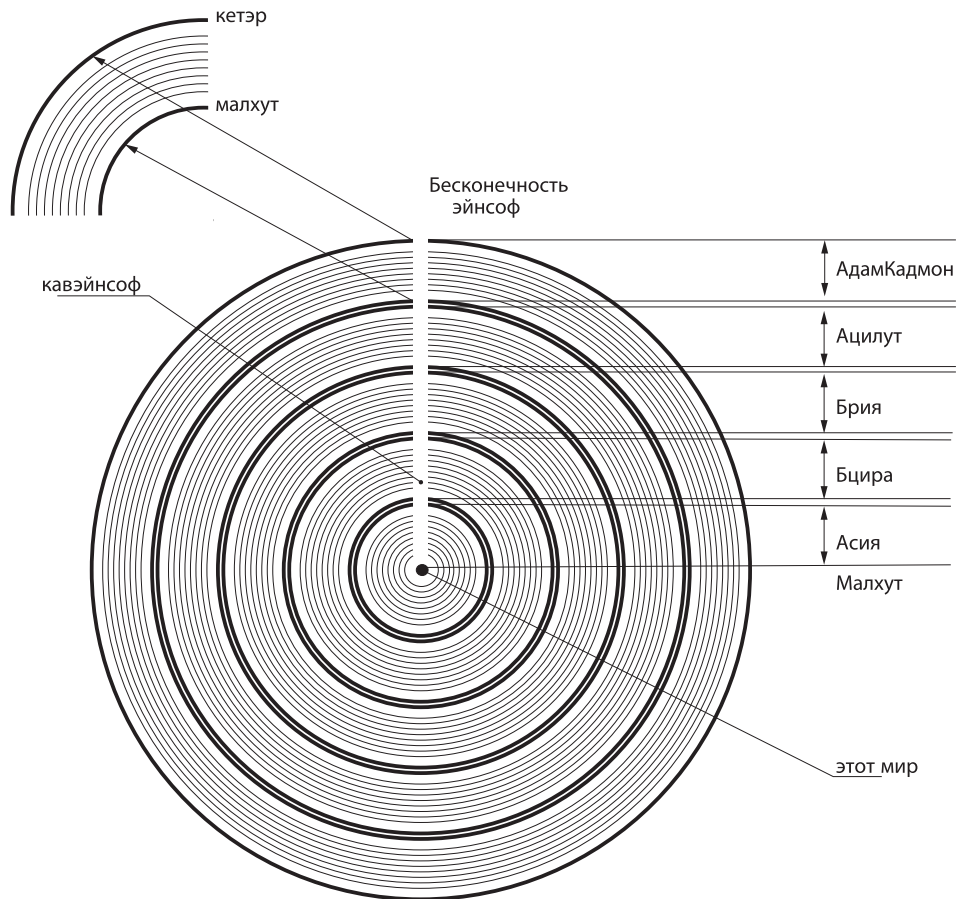 кетэр
малхут
Бесконечность
эйнсоф
АдамКадмон
кавэйнсоф
Ацилут
Брия
Бцира
Асия
Малхут
этот мир